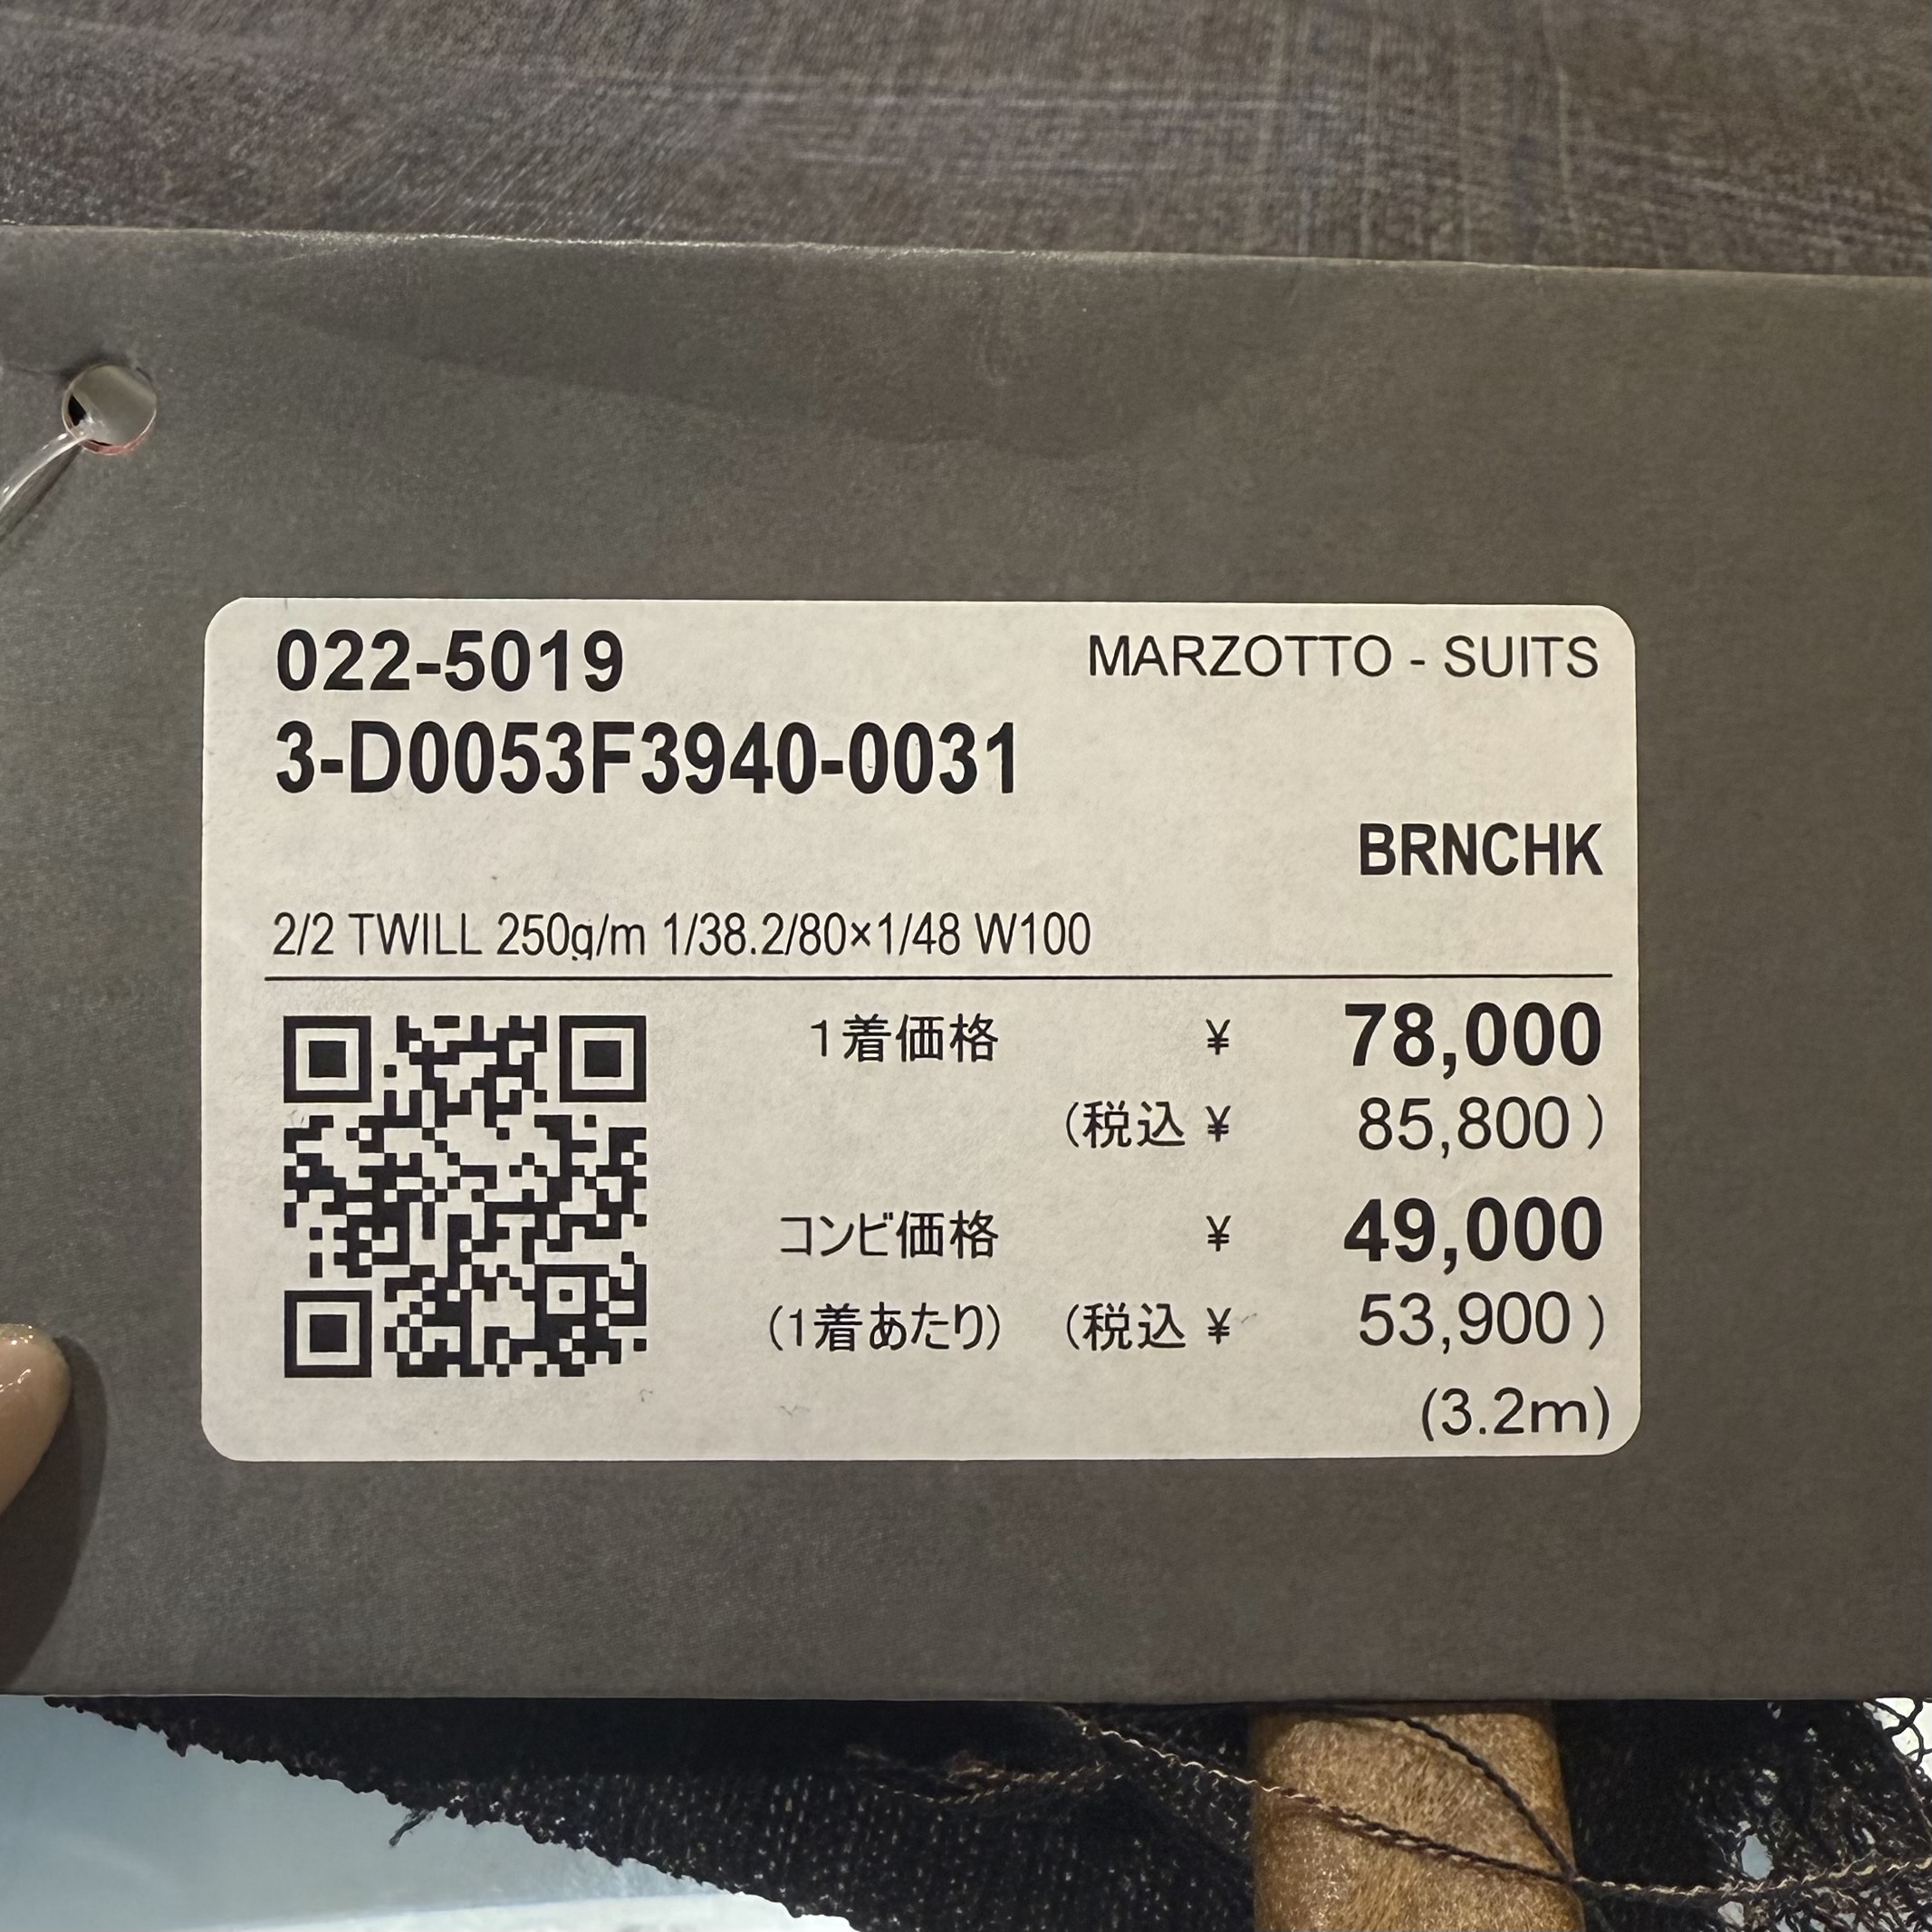 022-5019 MARZOTTO - SUITS
3-D0053F3940-0031
BRNCHK
2/2 TWILL 250g/m 1/38.2/80×1/48 W100
1着価格 ¥ 78,000
(税込 ¥ 85,800)
コンビ価格 ¥ 49,000
(1着あたり) (税込 ¥ 53,900)
(3.2m)